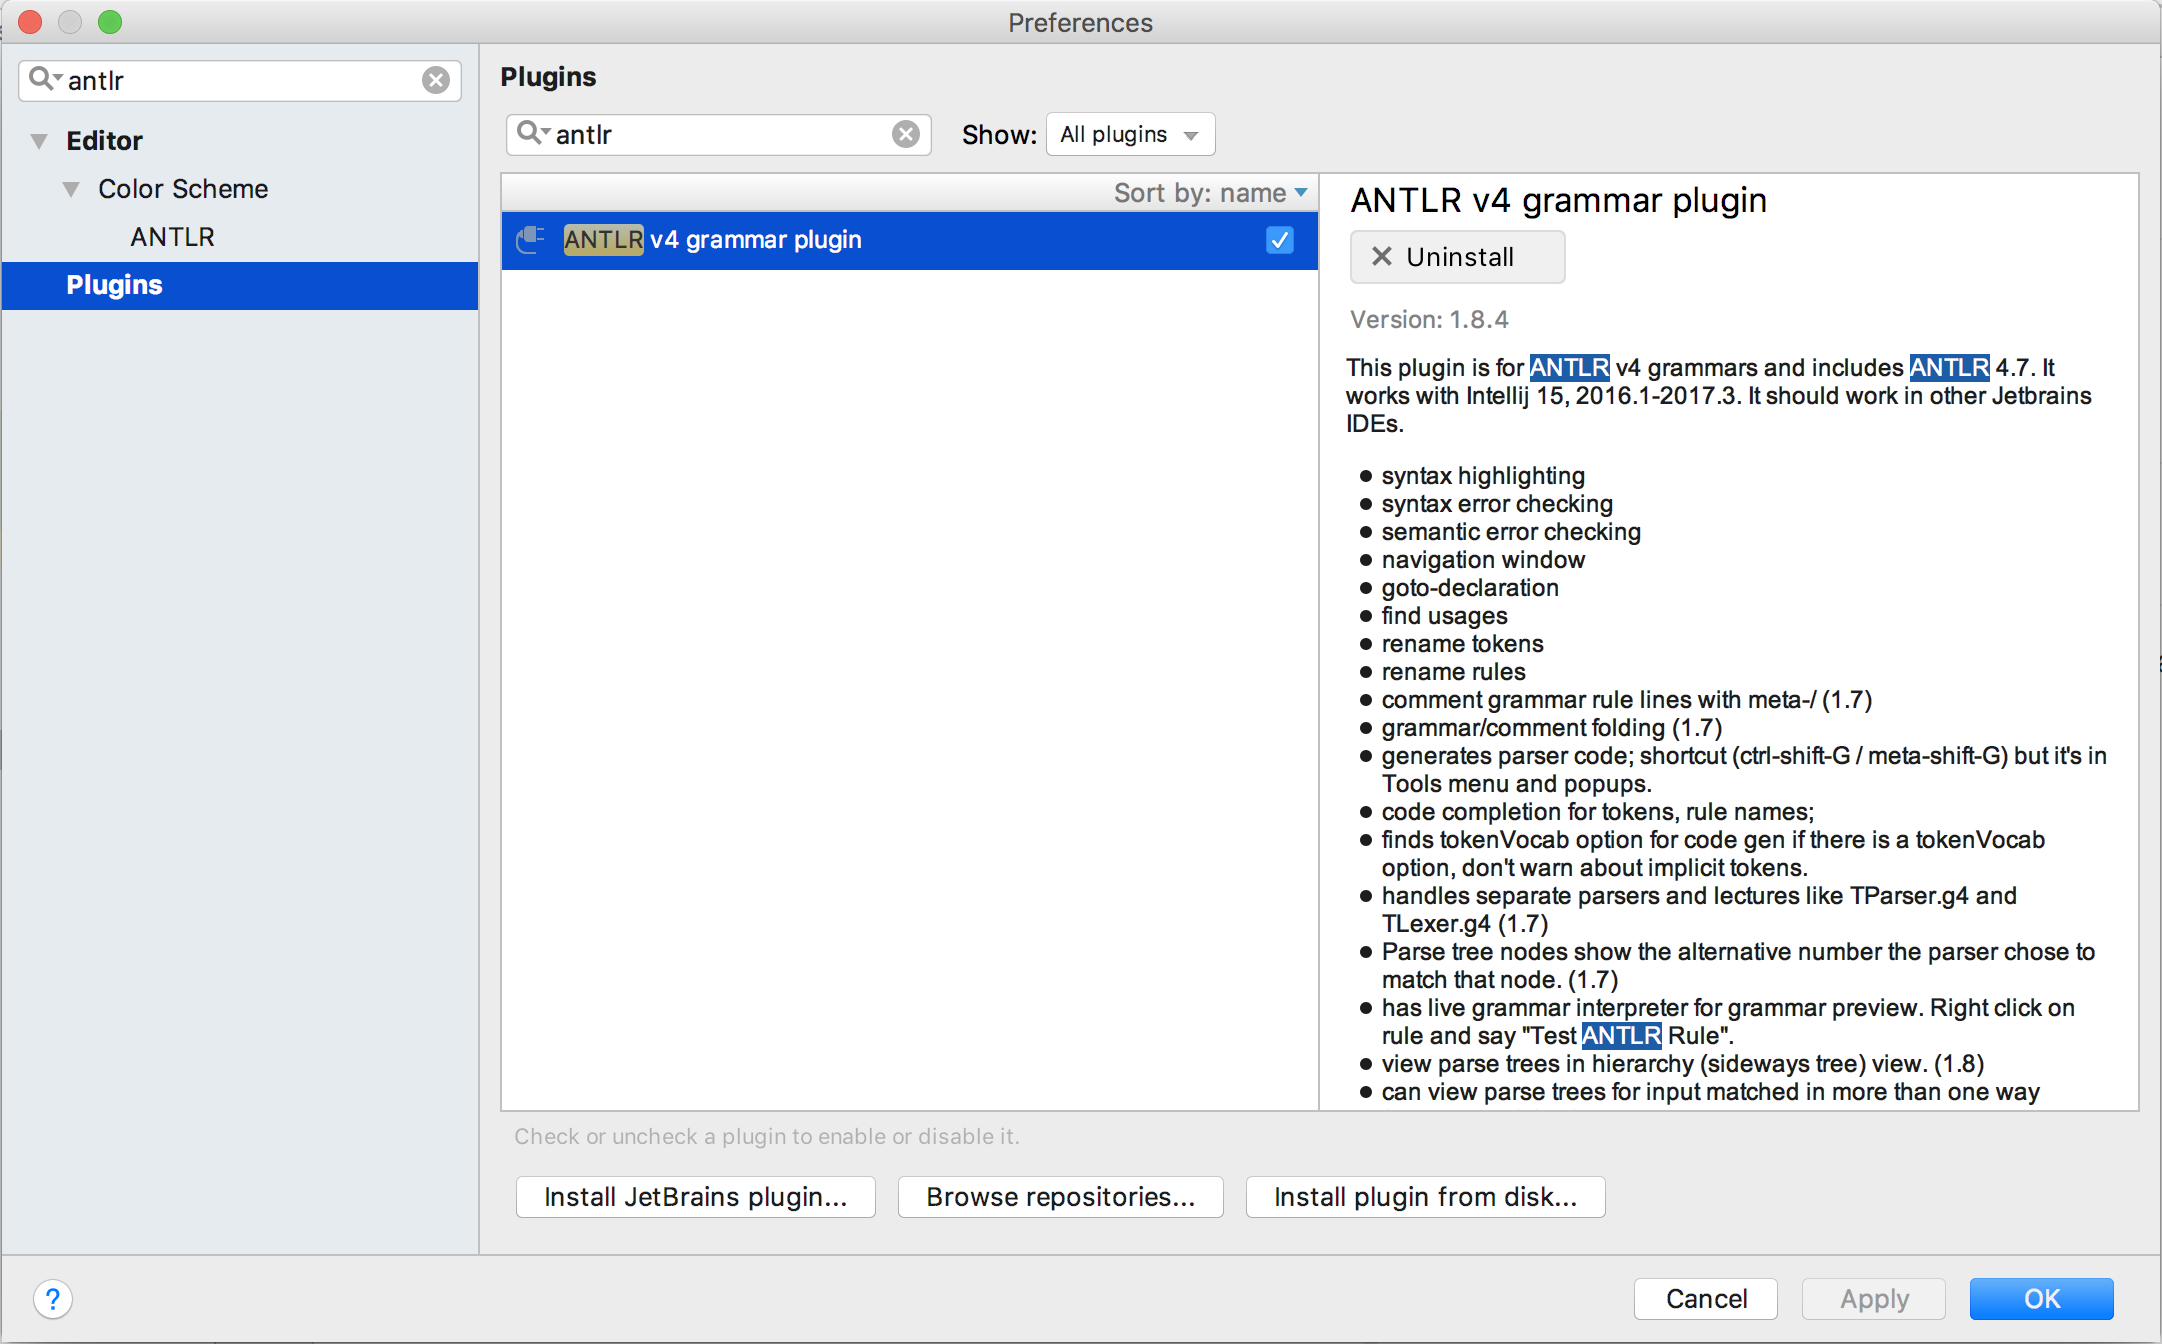 Preferences
antlr
Editor
Color Scheme
ANTLR
Plugins
Plugins
antlr
Show: All plugins
Sort by: name
ANTLR v4 grammar plugin
ANTLR v4 grammar plugin
Uninstall
Version: 1.8.4
This plugin is for ANTLR v4 grammars and includes ANTLR 4.7. It
works with Intellij 15, 2016.1-2017.3. It should work in other Jetbrains
IDEs.
● syntax highlighting
● syntax error checking
● semantic error checking
● navigation window
● goto-declaration
● find usages
● rename tokens
● rename rules
● comment grammar rule lines with meta-/ (1.7)
● grammar/comment folding (1.7)
● generates parser code; shortcut (ctrl-shift-G / meta-shift-G) but it's in
Tools menu and popups.
● code completion for tokens, rule names;
● finds tokenVocab option for code gen if there is a tokenVocab
option, don't warn about implicit tokens.
● handles separate parsers and lectures like TParser.g4 and
TLexer.g4 (1.7)
● Parse tree nodes show the alternative number the parser chose to
match that node. (1.7)
● has live grammar interpreter for grammar preview. Right click on
rule and say "Test ANTLR Rule".
● view parse trees in hierarchy (sideways tree) view. (1.8)
● can view parse trees for input matched in more than one way
Check or uncheck a plugin to enable or disable it.
Install JetBrains plugin...
Browse repositories...
Install plugin from disk...
?
Cancel
Apply
OK